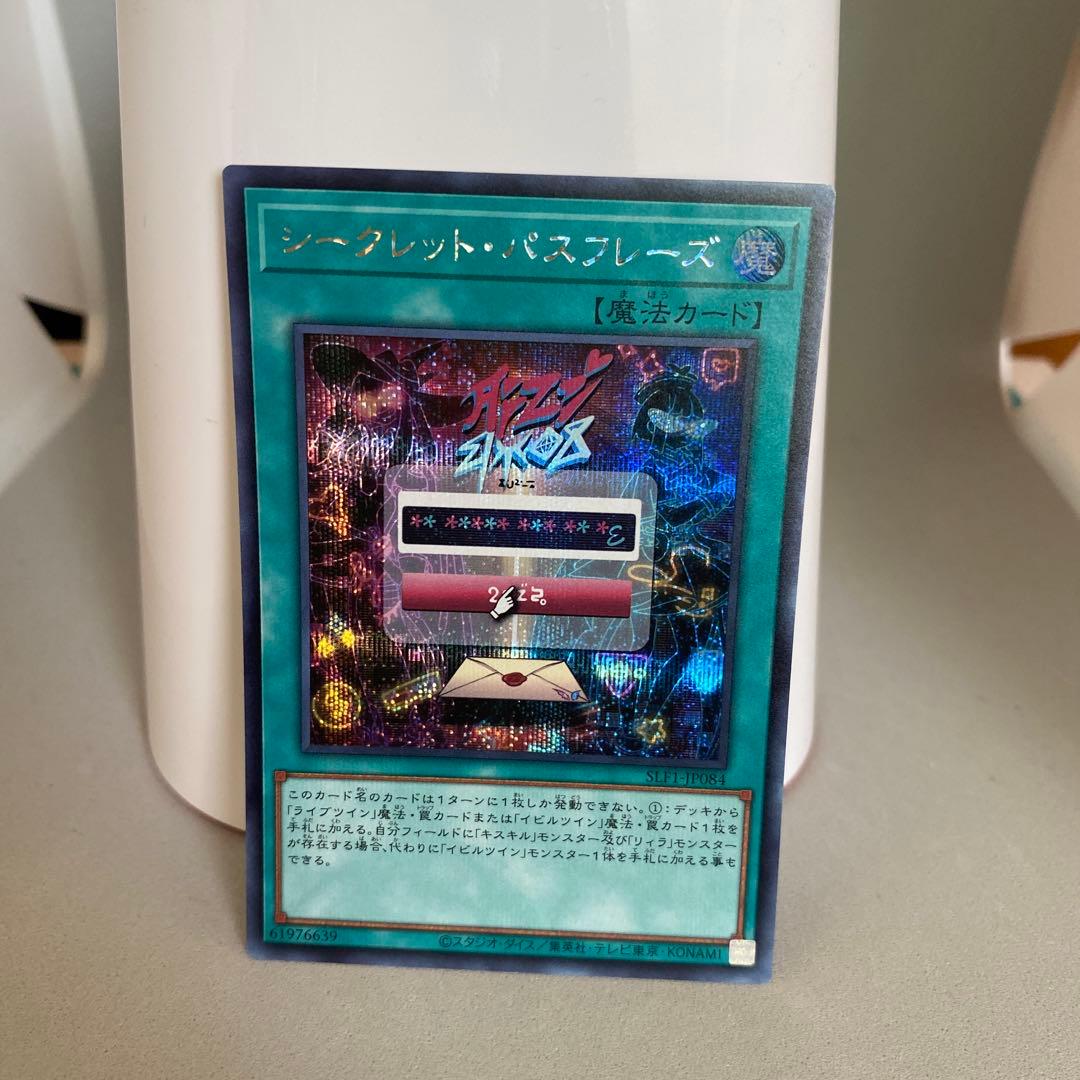 シークレット・パスフレーズ 魔
【魔法カード】
** **** *** ** *
SLF1-JP084
このカード名のカードは1ターンに1枚しか発動できない。①:デッキから
「ライブツイン」魔法・罠カードまたは「イビルツイン」魔法・罠カード1枚を
手札に加える。自分フィールドに「キスキル」モンスター及び「リィラ」モンスター
が存在する場合、代わりに「イビルツイン」モンスター1体を手札に加える事も
できる。
61976639
©スタジオ・ダイス/集英社・テレビ東京・KONAMI